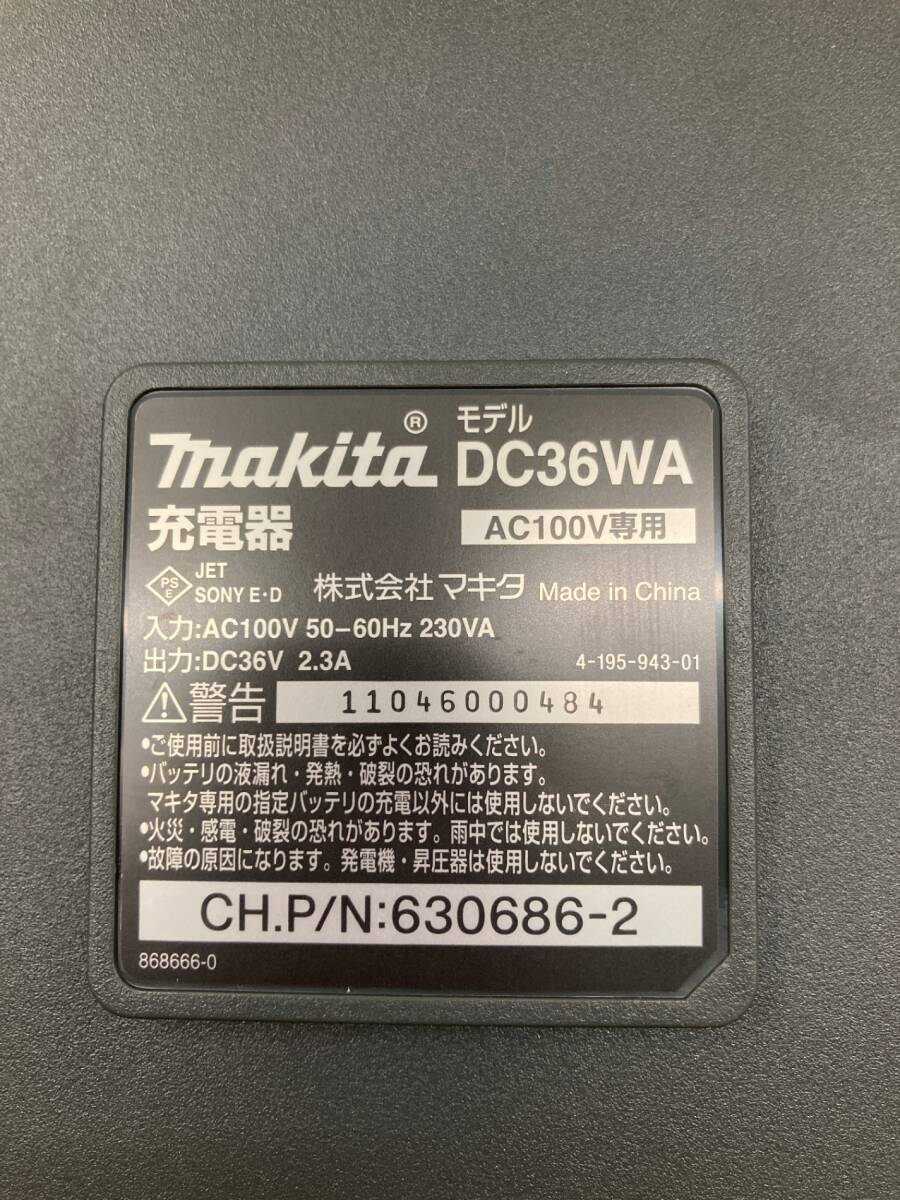 makita® モデル
DC36WA
充電器 AC100V専用
PS E JET
SONY E・D 株式会社 マキタ Made in China
入力:AC100V 50–60Hz 230VA
出力:DC36V 2.3A 4-195-943-01
警告 11046000484
•ご使用前に取扱説明書を必ずよくお読みください。
•バッテリの液漏れ・発熱・破裂の恐れがあります。
マキタ専用の指定バッテリの充電以外には使用しないでください。
•火災・感電・破裂の恐れがあります。雨中では使用しないでください。
•故障の原因になります。発電機・昇圧器は使用しないでください。
CH.P/N:630686-2
868666-0